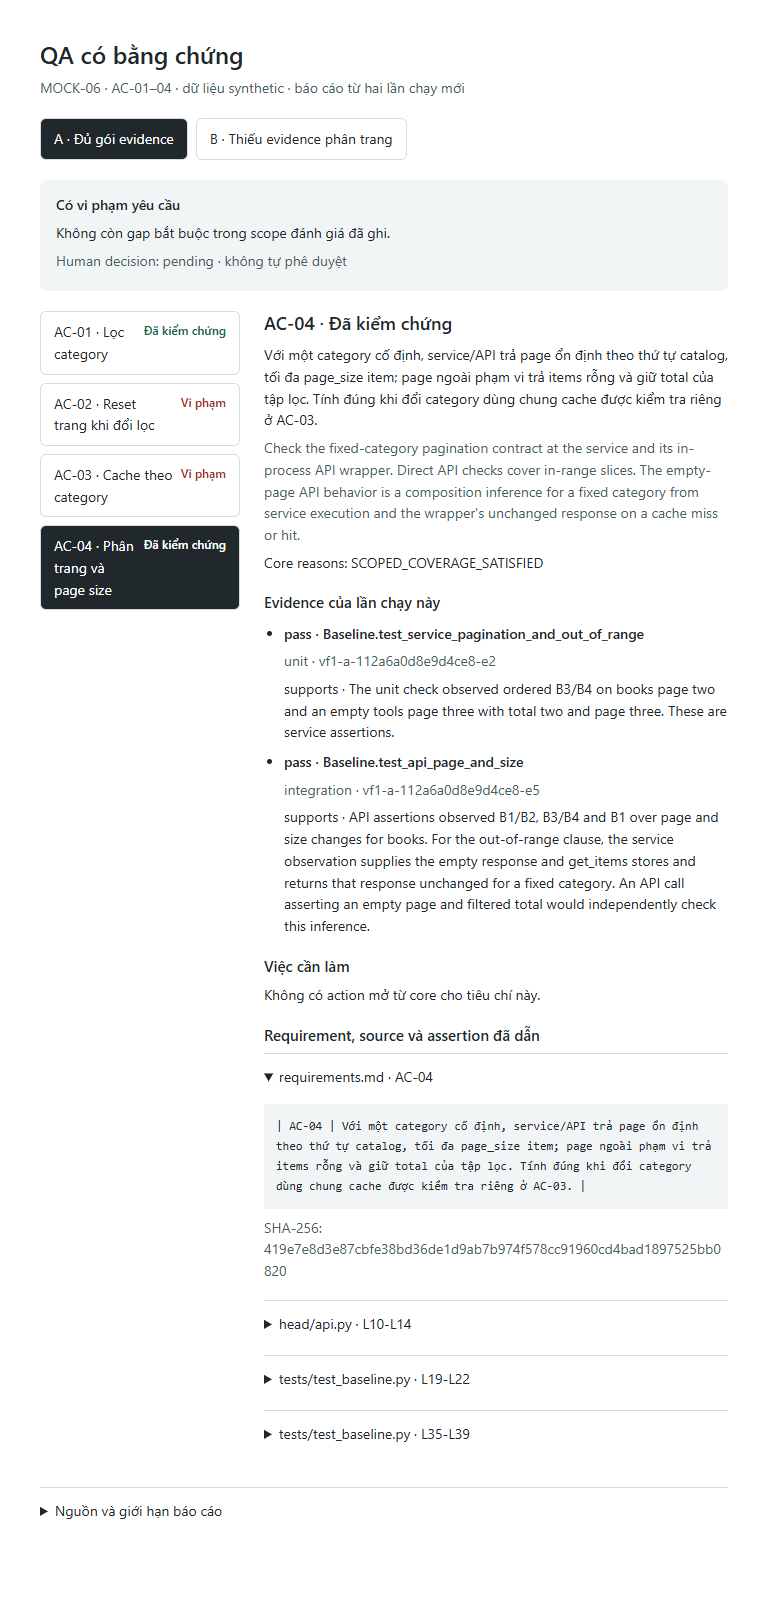 QA có bằng chứng
MOCK-06 · AC-01–04 · dữ liệu synthetic · báo cáo từ hai lần chạy mới
A · Đủ gói evidence
B · Thiếu evidence phân trang
Có vi phạm yêu cầu
Không còn gap bắt buộc trong scope đánh giá đã ghi.
Human decision: pending · không tự phê duyệt
AC-01 · Lọc category
Đã kiểm chứng
AC-02 · Reset trang khi đổi lọc
Vi phạm
AC-03 · Cache theo category
Vi phạm
AC-04 · Phân trang và page size
Đã kiểm chứng
AC-04 · Đã kiểm chứng
Với một category cố định, service/API trả page ổn định theo thứ tự catalog,
tối đa page_size item; page ngoài phạm vi trả items rỗng và giữ total của
tập lọc. Tính đúng khi đổi category dùng chung cache được kiểm tra riêng
ở AC-03.
Check the fixed-category pagination contract at the service and its in-
process API wrapper. Direct API checks cover in-range slices. The empty-
page API behavior is a composition inference for a fixed category from
service execution and the wrapper's unchanged response on a cache miss
or hit.
Core reasons: SCOPED_COVERAGE_SATISFIED
Evidence của lần chạy này
• pass · Baseline.test_service_pagination_and_out_of_range
unit · vf1-a-112a6a0d8e9d4ce8-e2
supports · The unit check observed ordered B3/B4 on books page two
and an empty tools page three with total two and page three. These are
service assertions.
• pass · Baseline.test_api_page_and_size
integration · vf1-a-112a6a0d8e9d4ce8-e5
supports · API assertions observed B1/B2, B3/B4 and B1 over page and
size changes for books. For the out-of-range clause, the service
observation supplies the empty response and get_items stores and
returns that response unchanged for a fixed category. An API call
asserting an empty page and filtered total would independently check
this inference.
Việc cần làm
Không có action mở từ core cho tiêu chí này.
Requirement, source và assertion đã dẫn
▼ requirements.md · AC-04
| AC-04 | Với một category cố định, service/API trả page ổn định
theo thứ tự catalog, tối đa page_size item; page ngoài phạm vi trả
items rỗng và giữ total của tập lọc. Tính đúng khi đổi category
dùng chung cache được kiểm tra riêng ở AC-03. |
SHA-256:
419e7e8d3e87cbfe38bd36de1d9ab7b974f578cc91960cd4bad1897525bb0
820
▶ head/api.py · L10-L14
▶ tests/test_baseline.py · L19-L22
▶ tests/test_baseline.py · L35-L39
▶ Nguồn và giới hạn báo cáo